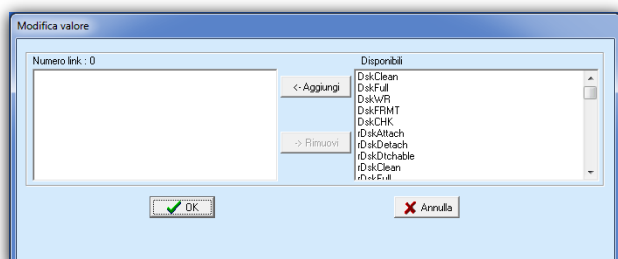 Modifica valore
Numero link : 0
Disponibili
<- Aggiungi
-> Rimuovi
DskClean
DskFull
DskWR
DskFRMT
DskCHK
rDskAttach
rDskDetach
rDskDtchable
rDskClean
rDskFull
OK
Annulla